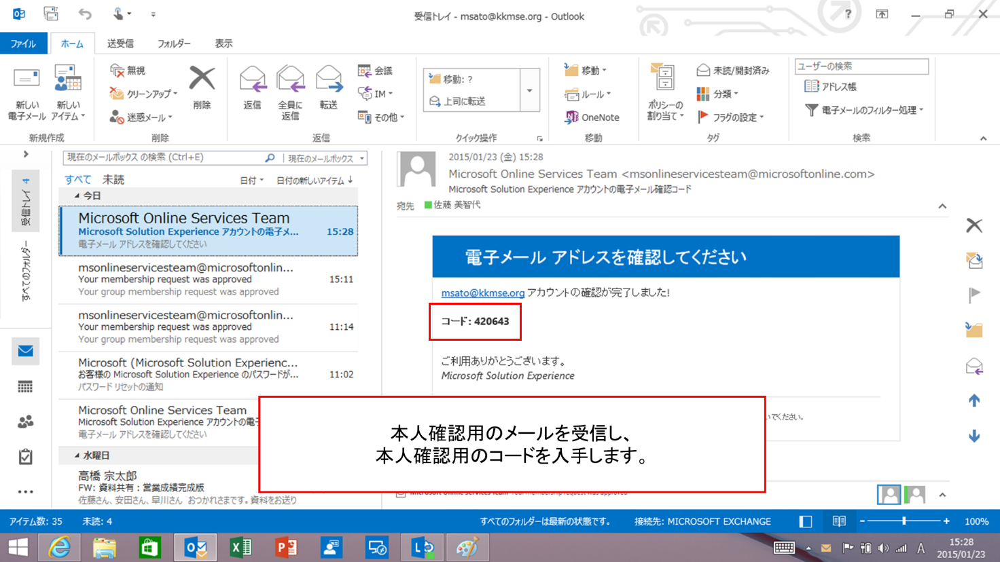 受信トレイ - msato@kkmse.org - Outlook
ファイル
ホーム
送受信
フォルダー
表示
新しい
電子メール
新しい
アイテム
新規作成
無視
クリーンアップ
迷惑メール
削除
削除
返信
全員に
返信
転送
会議
IM
その他
返信
移動: ?
上司に転送
クイック操作
移動
ルール
OneNote
移動
ポリシーの
割り当て
未読/開封済み
分類
フラグの設定
タグ
ユーザーの検索
アドレス帳
電子メールのフィルター処理
検索
現在のメールボックス の検索 (Ctrl+E)
現在のメールボックス
すべて 未読
日付
日付の新しいアイテム ↓
受信トレイ 4
すべてのフォルダー
今日
Microsoft Online Services Team
Microsoft Solution Experience アカウントの電子メ...
15:28
電子メール アドレスを確認してください
msonlineservicesteam@microsoftonlin...
Your membership request was approved
15:11
Your group membership request was approved
msonlineservicesteam@microsoftonlin...
Your membership request was approved
11:14
Your group membership request was approved
Microsoft (Microsoft Solution Experienc...
お客様の Microsoft Solution Experience のパスワードが...
11:02
パスワード リセットの通知
Microsoft Online Services Team
Microsoft Solution Experience アカウントの電子
電子メール アドレスを確認してください
水曜日
高橋 宗太郎
FW: 資料共有：営業成績完成版
佐藤さん、安田さん、早川さん おつかれさまです。資料をお送り
2015/01/23 (金) 15:28
Microsoft Online Services Team <msonlineservicesteam@microsoftonline.com>
Microsoft Solution Experience アカウントの電子メール確認コード
宛先
佐藤 美智代
電子メール アドレスを確認してください
msato@kkmse.org アカウントの確認が完了しました!
コード: 420643
ご利用ありがとうございます。
Microsoft Solution Experience
いでください。
本人確認用のメールを受信し、
本人確認用のコードを入手します。
Microsoft Online Services Team Your membership request was approved
アイテム数: 35
未読: 4
すべてのフォルダーは最新の状態です。
接続先: MICROSOFT EXCHANGE
100%
A
15:28
2015/01/23